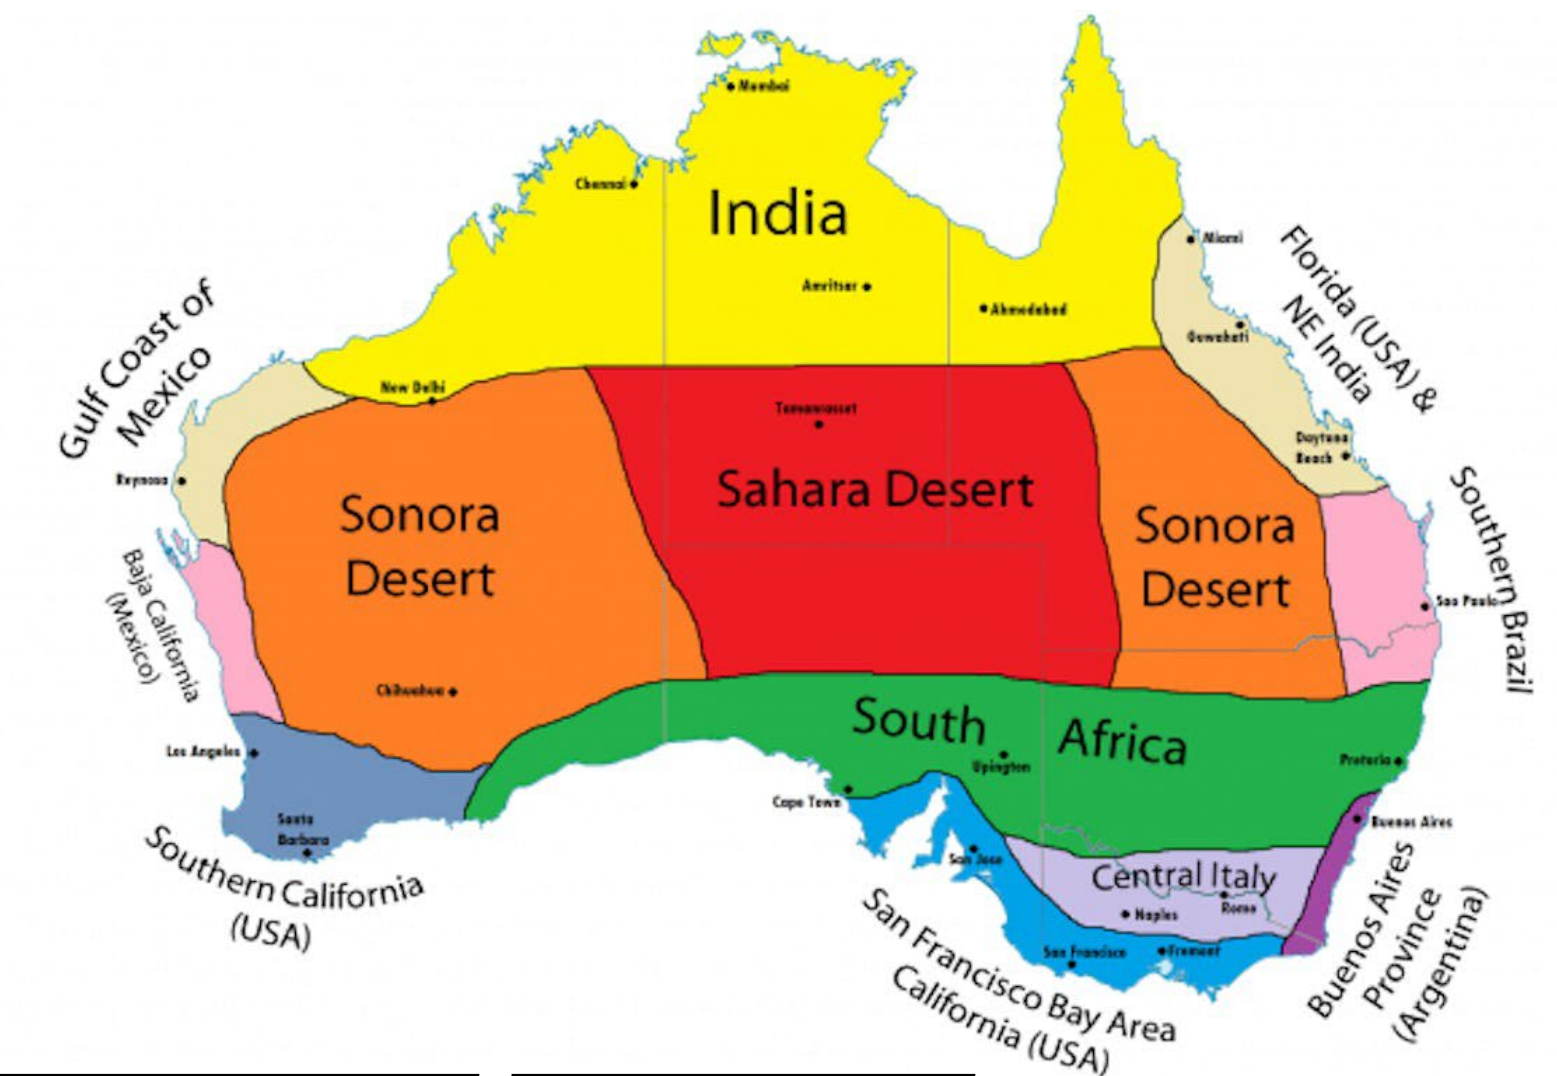 Mumbai
Chennai
India
Amritsar
Ahmedabad
New Delhi
Miami
Guwahati
Florida (USA) &
NE India
Daytona
Beach
Gulf Coast of
Mexico
Reynosa
Tamanrasset
Sahara Desert
Sonora
Desert
Sonora
Desert
Southern Brazil
Sao Paulo
Baja California
(Mexico)
Chihuahua
Los Angeles
Santa
Barbara
Southern California
(USA)
South Africa
Upington
Cape Town
Pretoria
Buenos Aires
San Jose
Central Italy
Naples
Rome
San Francisco
Fremont
San Francisco Bay Area
California (USA)
Buenos Aires
Province
(Argentina)